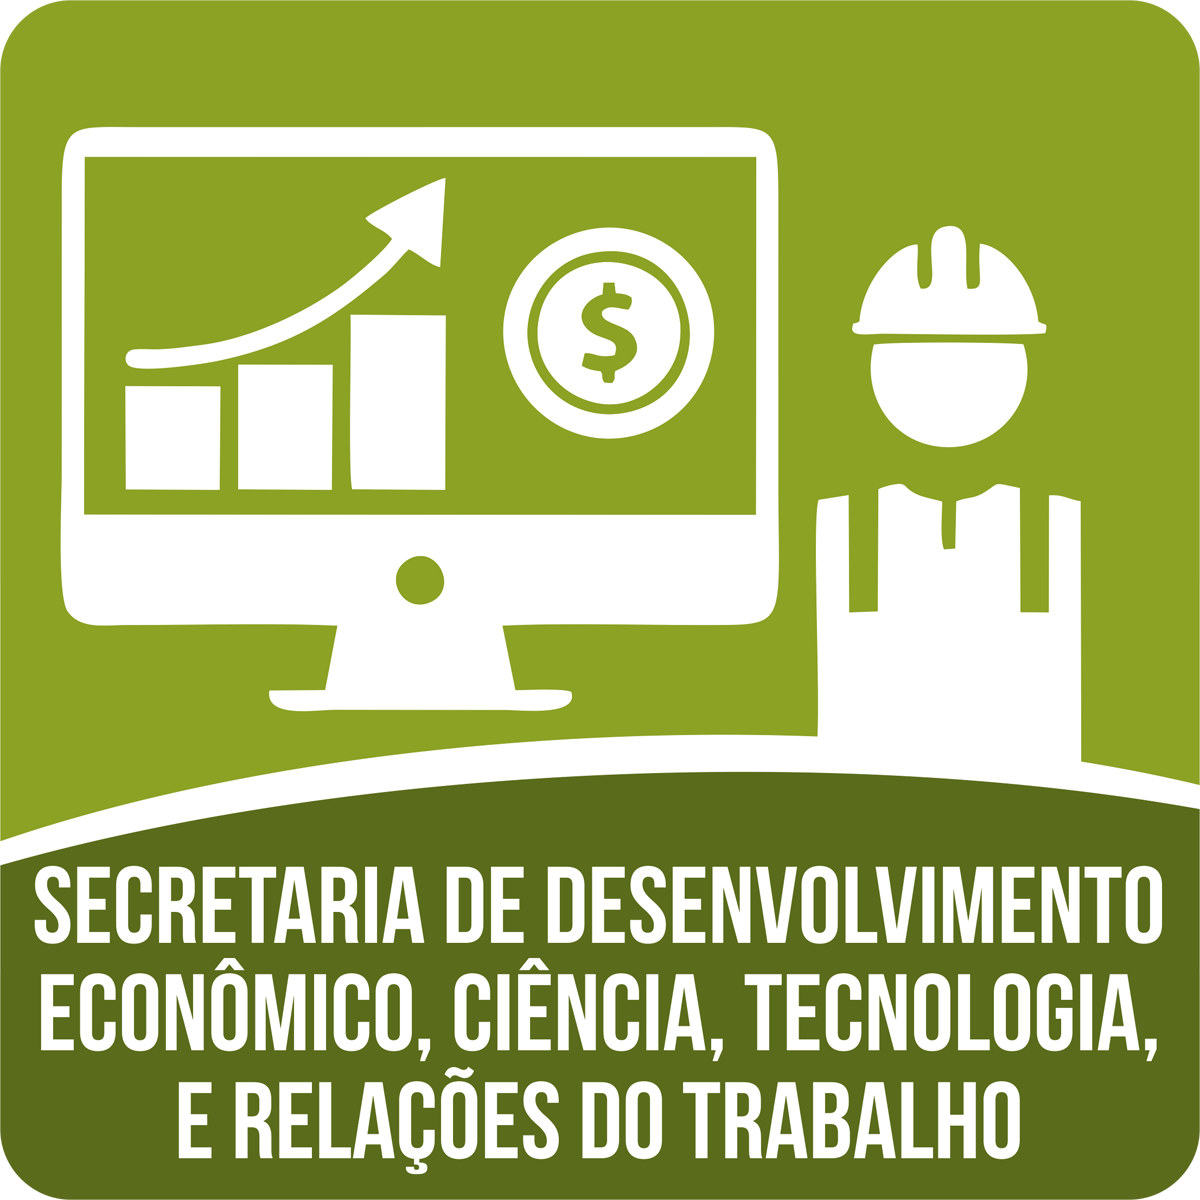 $
SECRETARIA DE DESENVOLVIMENTO
ECONÔMICO, CIÊNCIA, TECNOLOGIA,
E RELAÇÕES DO TRABALHO